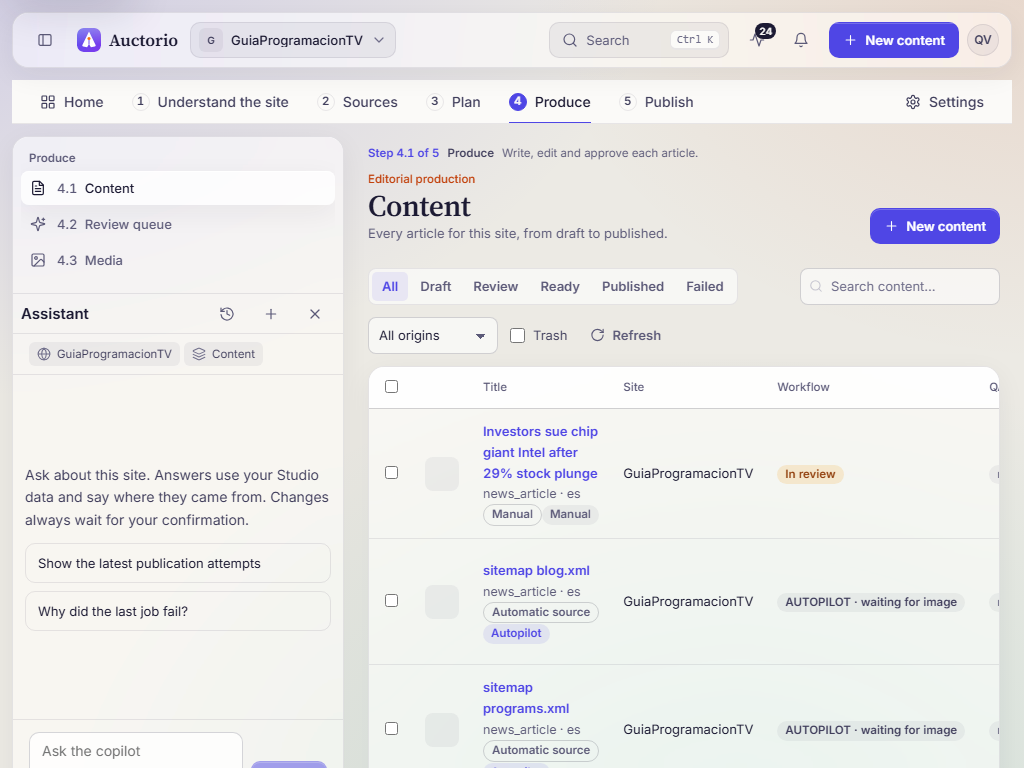 Auctorio
G GuiaProgramacionTV
Search Ctrl K
24
New content
QV
Home
1 Understand the site
2 Sources
3 Plan
4 Produce
5 Publish
Settings
Produce
4.1 Content
4.2 Review queue
4.3 Media
Assistant
GuiaProgramacionTV
Content
Ask about this site. Answers use your Studio
data and say where they came from. Changes
always wait for your confirmation.
Show the latest publication attempts
Why did the last job fail?
Ask the copilot
Step 4.1 of 5 Produce Write, edit and approve each article.
Editorial production
Content
Every article for this site, from draft to published.
New content
All Draft Review Ready Published Failed
Search content...
All origins
Trash
Refresh
Title Site Workflow
Investors sue chip
giant Intel after
29% stock plunge
news_article · es
Manual Manual
GuiaProgramacionTV
In review
sitemap blog.xml
news_article · es
Automatic source
Autopilot
GuiaProgramacionTV
AUTOPILOT · waiting for image
sitemap
programs.xml
news_article · es
Automatic source
GuiaProgramacionTV
AUTOPILOT · waiting for image